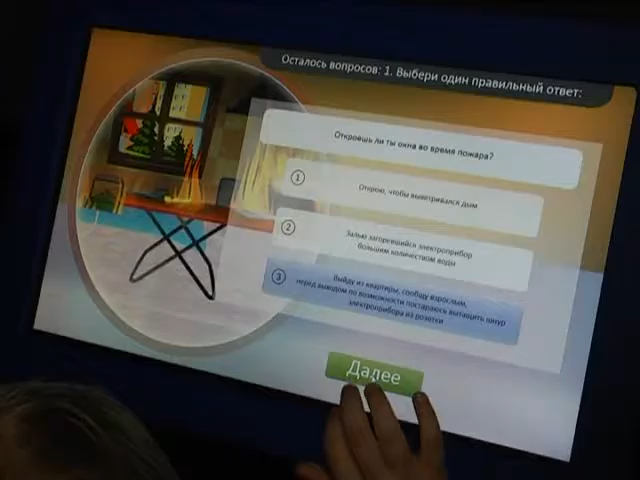 Осталось вопросов: 1. Выбери один правильный ответ:
Откроешь ли ты окна во время пожара?
1
Открою, чтобы выветривался дым
2
Залью загоревшийся электроприбор
большим количеством воды
3
Выйду из квартиры, сообщу взрослым,
перед выходом по возможности постараюсь вытащить шнур
электроприбора из розетки
Далее